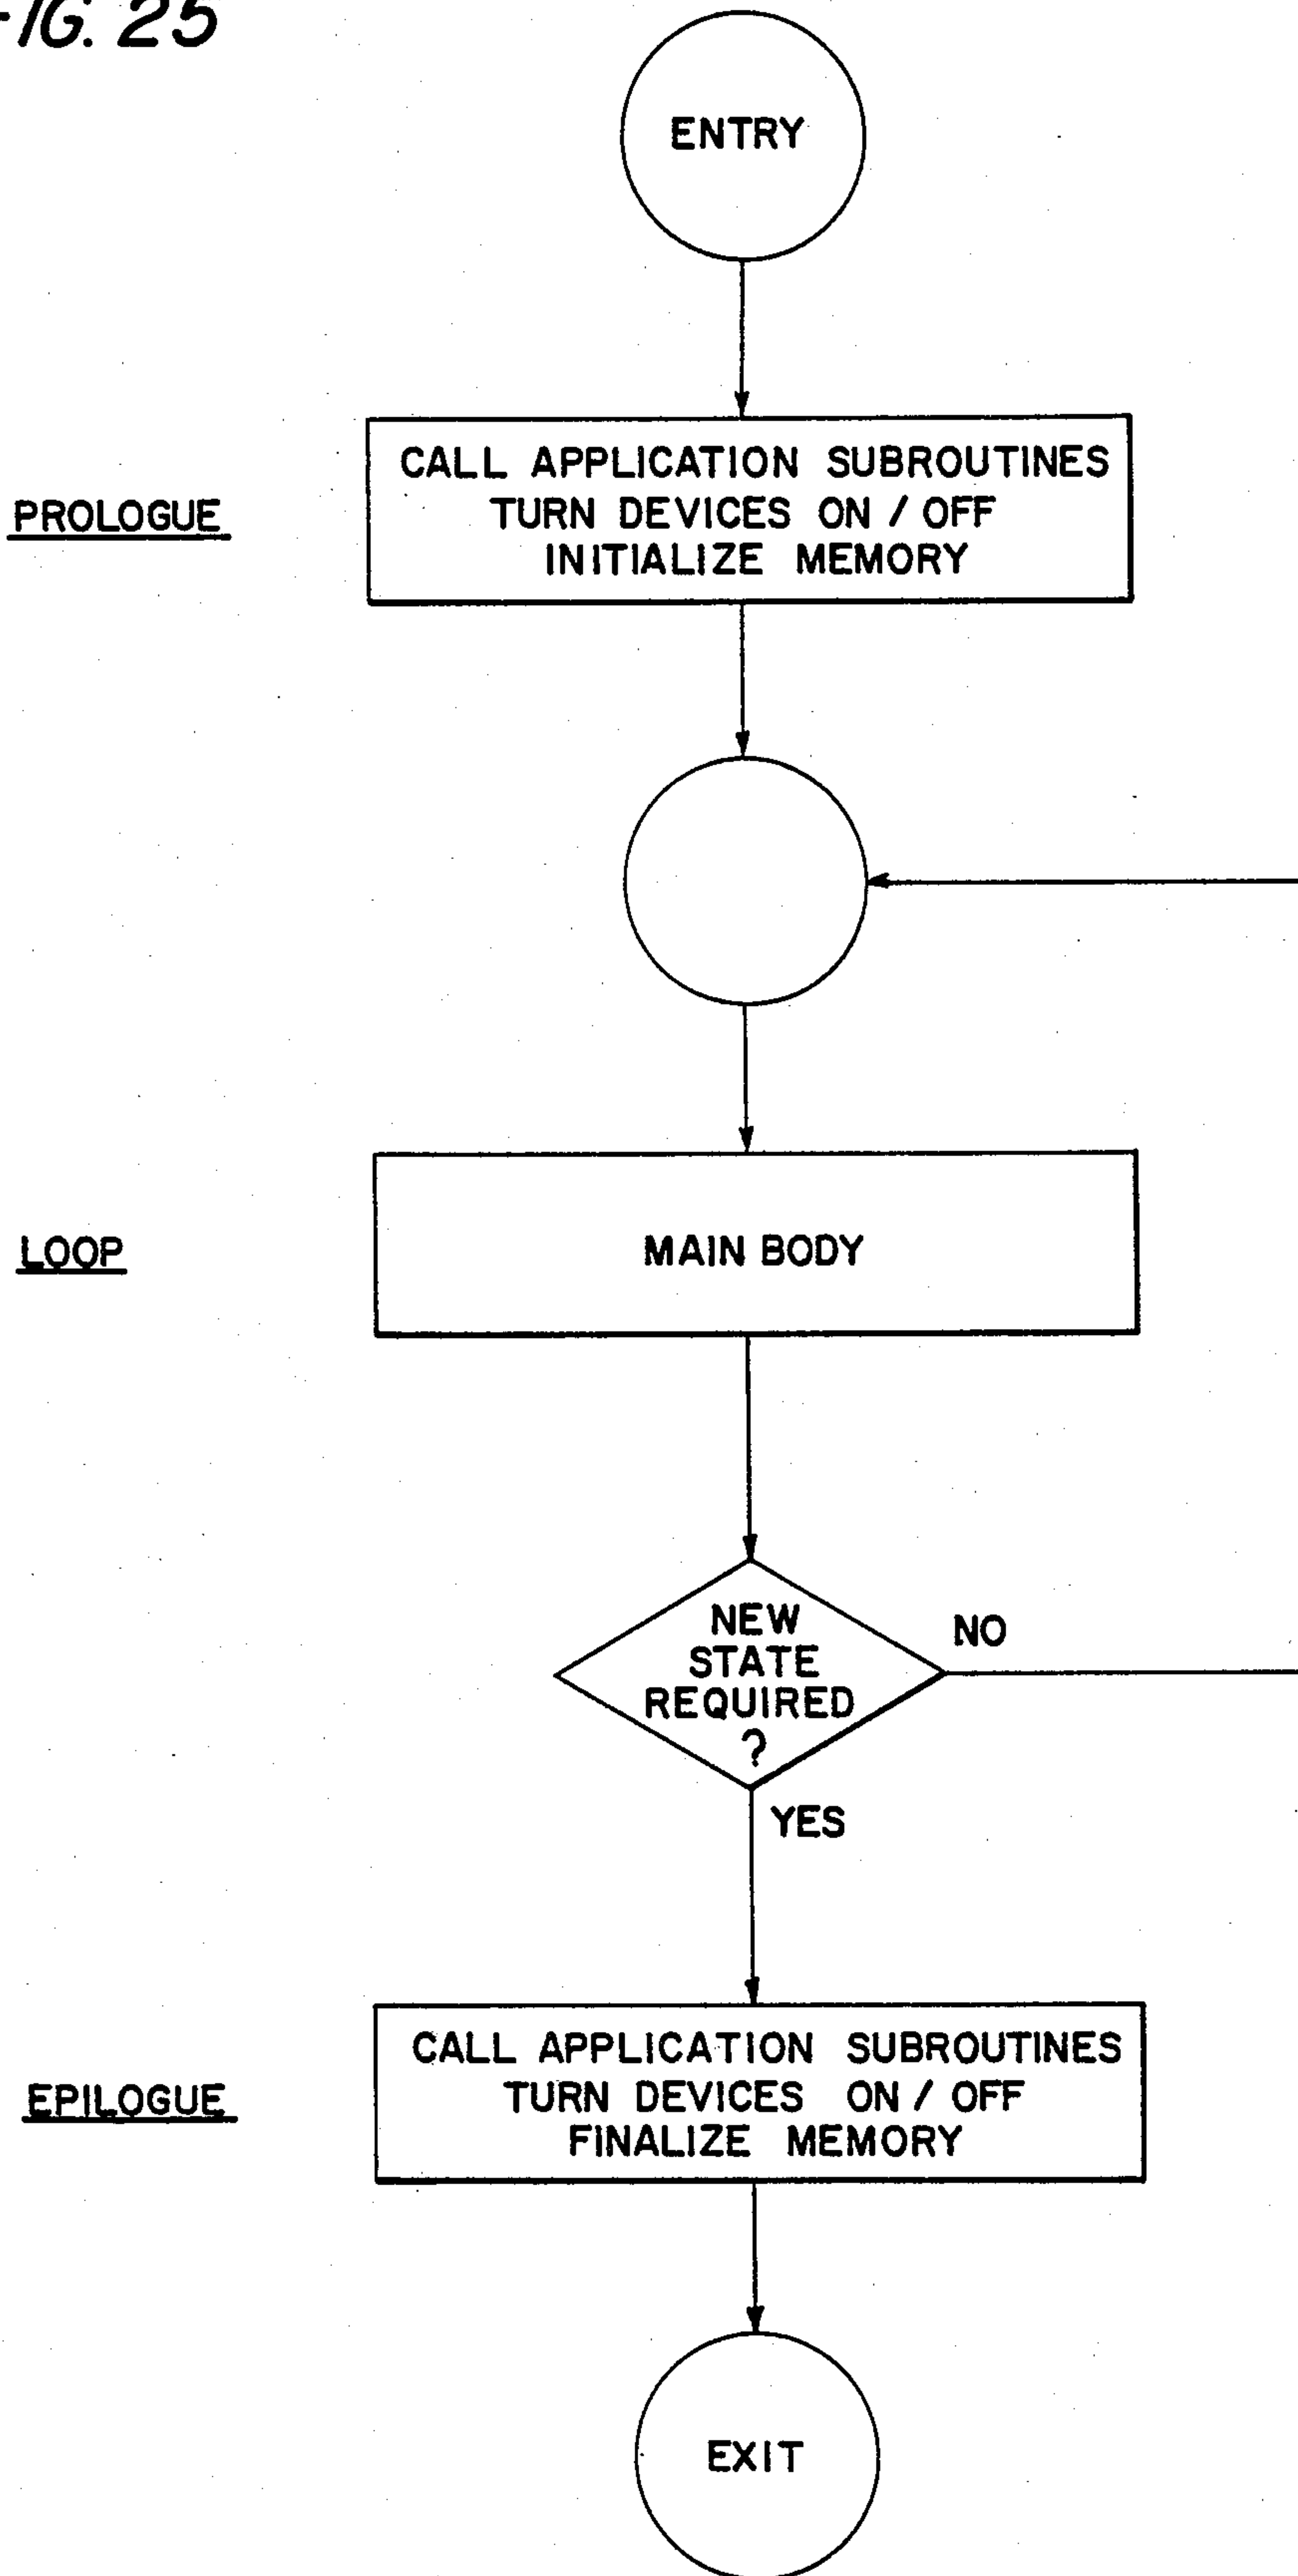 FIG. 25
ENTRY
PROLOGUE
CALL APPLICATION SUBROUTINES
TURN DEVICES ON / OFF
INITIALIZE MEMORY
LOOP
MAIN BODY
NEW
STATE
REQUIRED
?
NO
YES
EPILOGUE
CALL APPLICATION SUBROUTINES
TURN DEVICES ON / OFF
FINALIZE MEMORY
EXIT